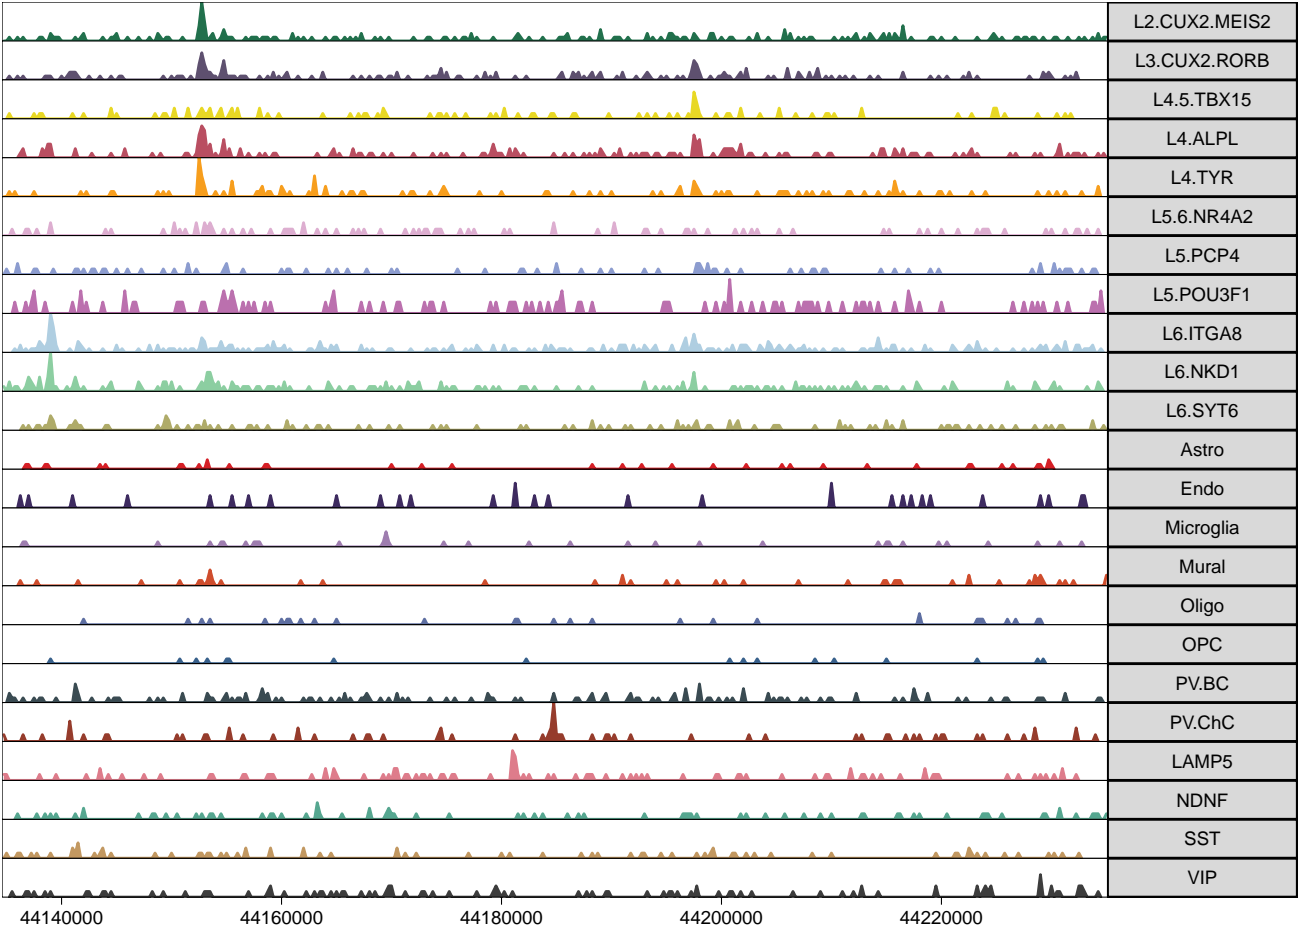 L2.CUX2.MEIS2
L3.CUX2.RORB
L4.5.TBX15
L4.ALPL
L4.TYR
L5.6.NR4A2
L5.PCP4
L5.POU3F1
L6.ITGA8
L6.NKD1
L6.SYT6
Astro
Endo
Microglia
Mural
Oligo
OPC
PV.BC
PV.ChC
LAMP5
NDNF
SST
VIP
44140000 44160000 44180000 44200000 44220000